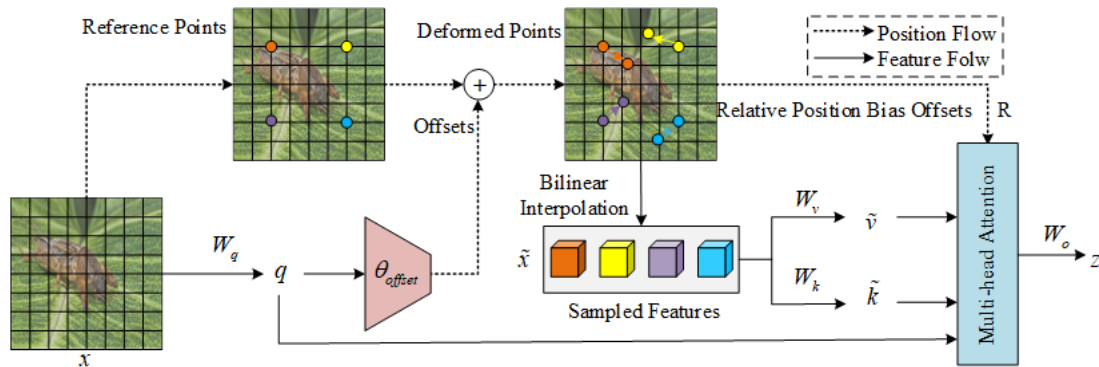 Reference Points
Deformed Points
Position Flow
Feature Folw
+
Offsets
Relative Position Bias Offsets
R
Bilinear
Interpolation
W_q
q
θ_offset
x̃
Sampled Features
W_v
ṽ
W_k
k̃
Multi-head Attention
W_o
z
x